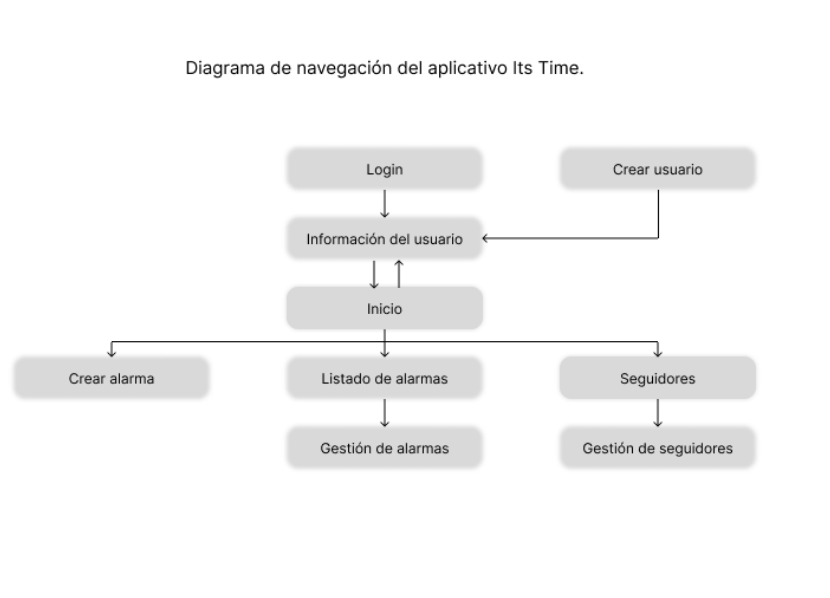 Diagrama de navegación del aplicativo Its Time.
Login
Crear usuario
Información del usuario
Inicio
Crear alarma
Listado de alarmas
Seguidores
Gestión de alarmas
Gestión de seguidores